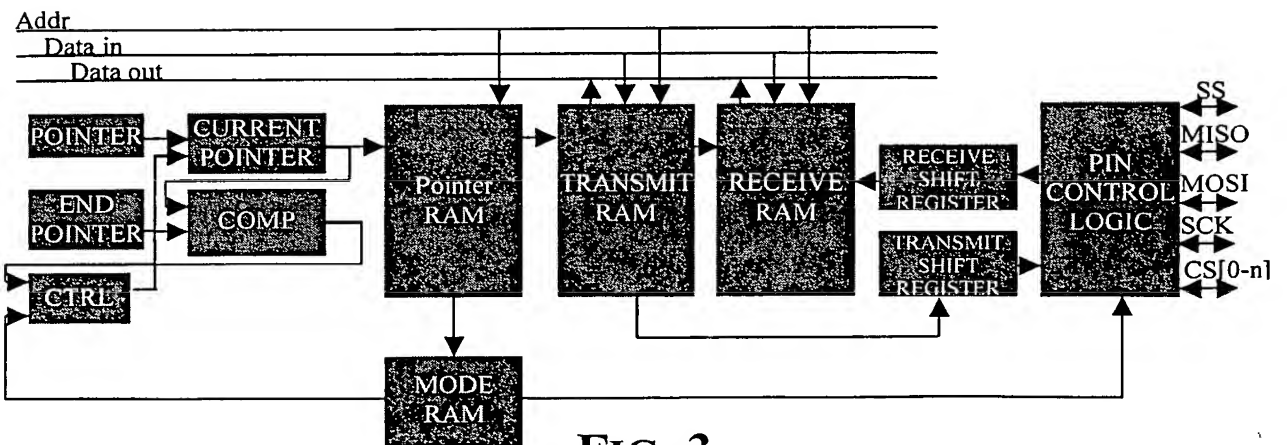 Addr
Data in
Data out
POINTER
CURRENT
POINTER
END
POINTER
COMP
CTRL
Pointer
RAM
TRANSMIT
RAM
RECEIVE
RAM
RECEIVE
SHIFT
REGISTER
TRANSMIT
SHIFT
REGISTER
PIN
CONTROL
LOGIC
SS
MISO
MOSI
SCK
CS[0-n]
MODE
RAM
FIG. 3